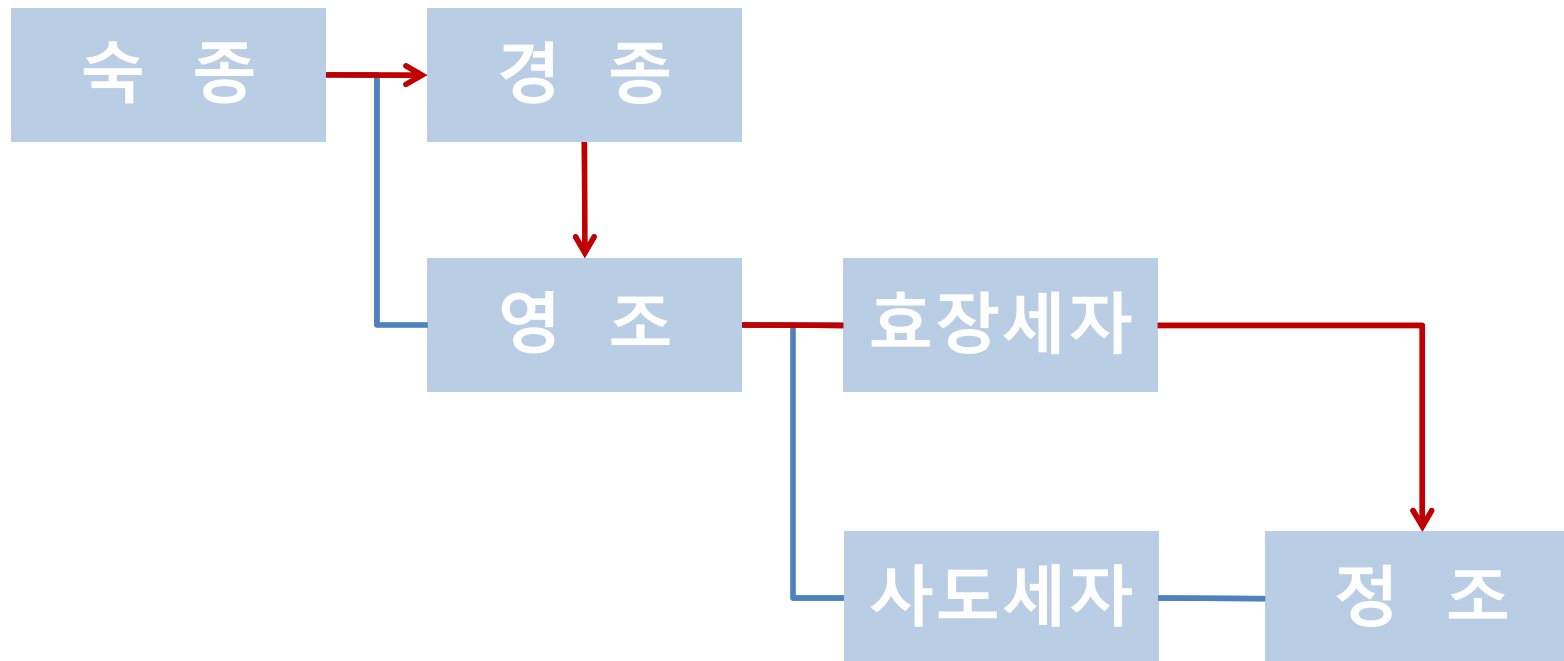 숙 종
경 종
영 조
효장세자
사도세자
정 조